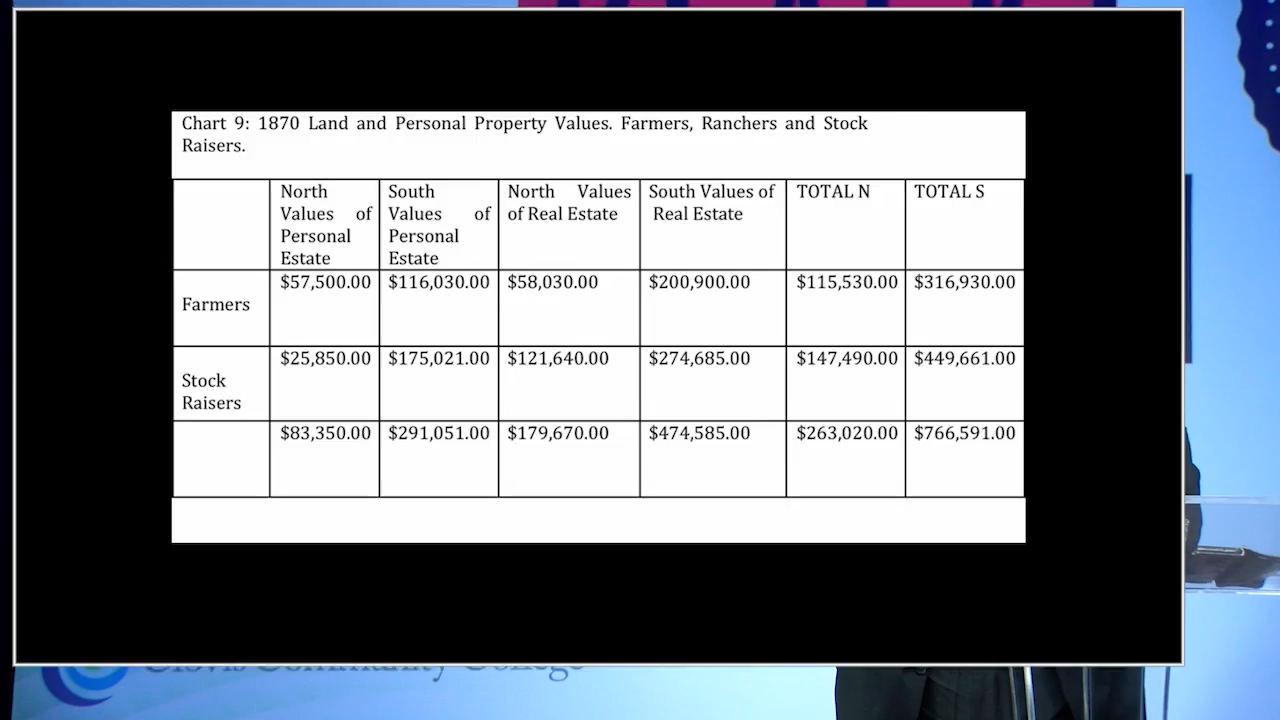 Chart 9: 1870 Land and Personal Property Values. Farmers, Ranchers and Stock
Raisers.
North Values of Personal Estate
South Values of Personal Estate
North Values of Real Estate
South Values of Real Estate
TOTAL N
TOTAL S
Farmers $57,500.00 $116,030.00 $58,030.00 $200,900.00 $115,530.00 $316,930.00
Stock Raisers $25,850.00 $175,021.00 $121,640.00 $274,685.00 $147,490.00 $449,661.00
$83,350.00 $291,051.00 $179,670.00 $474,585.00 $263,020.00 $766,591.00
Clovis Community College